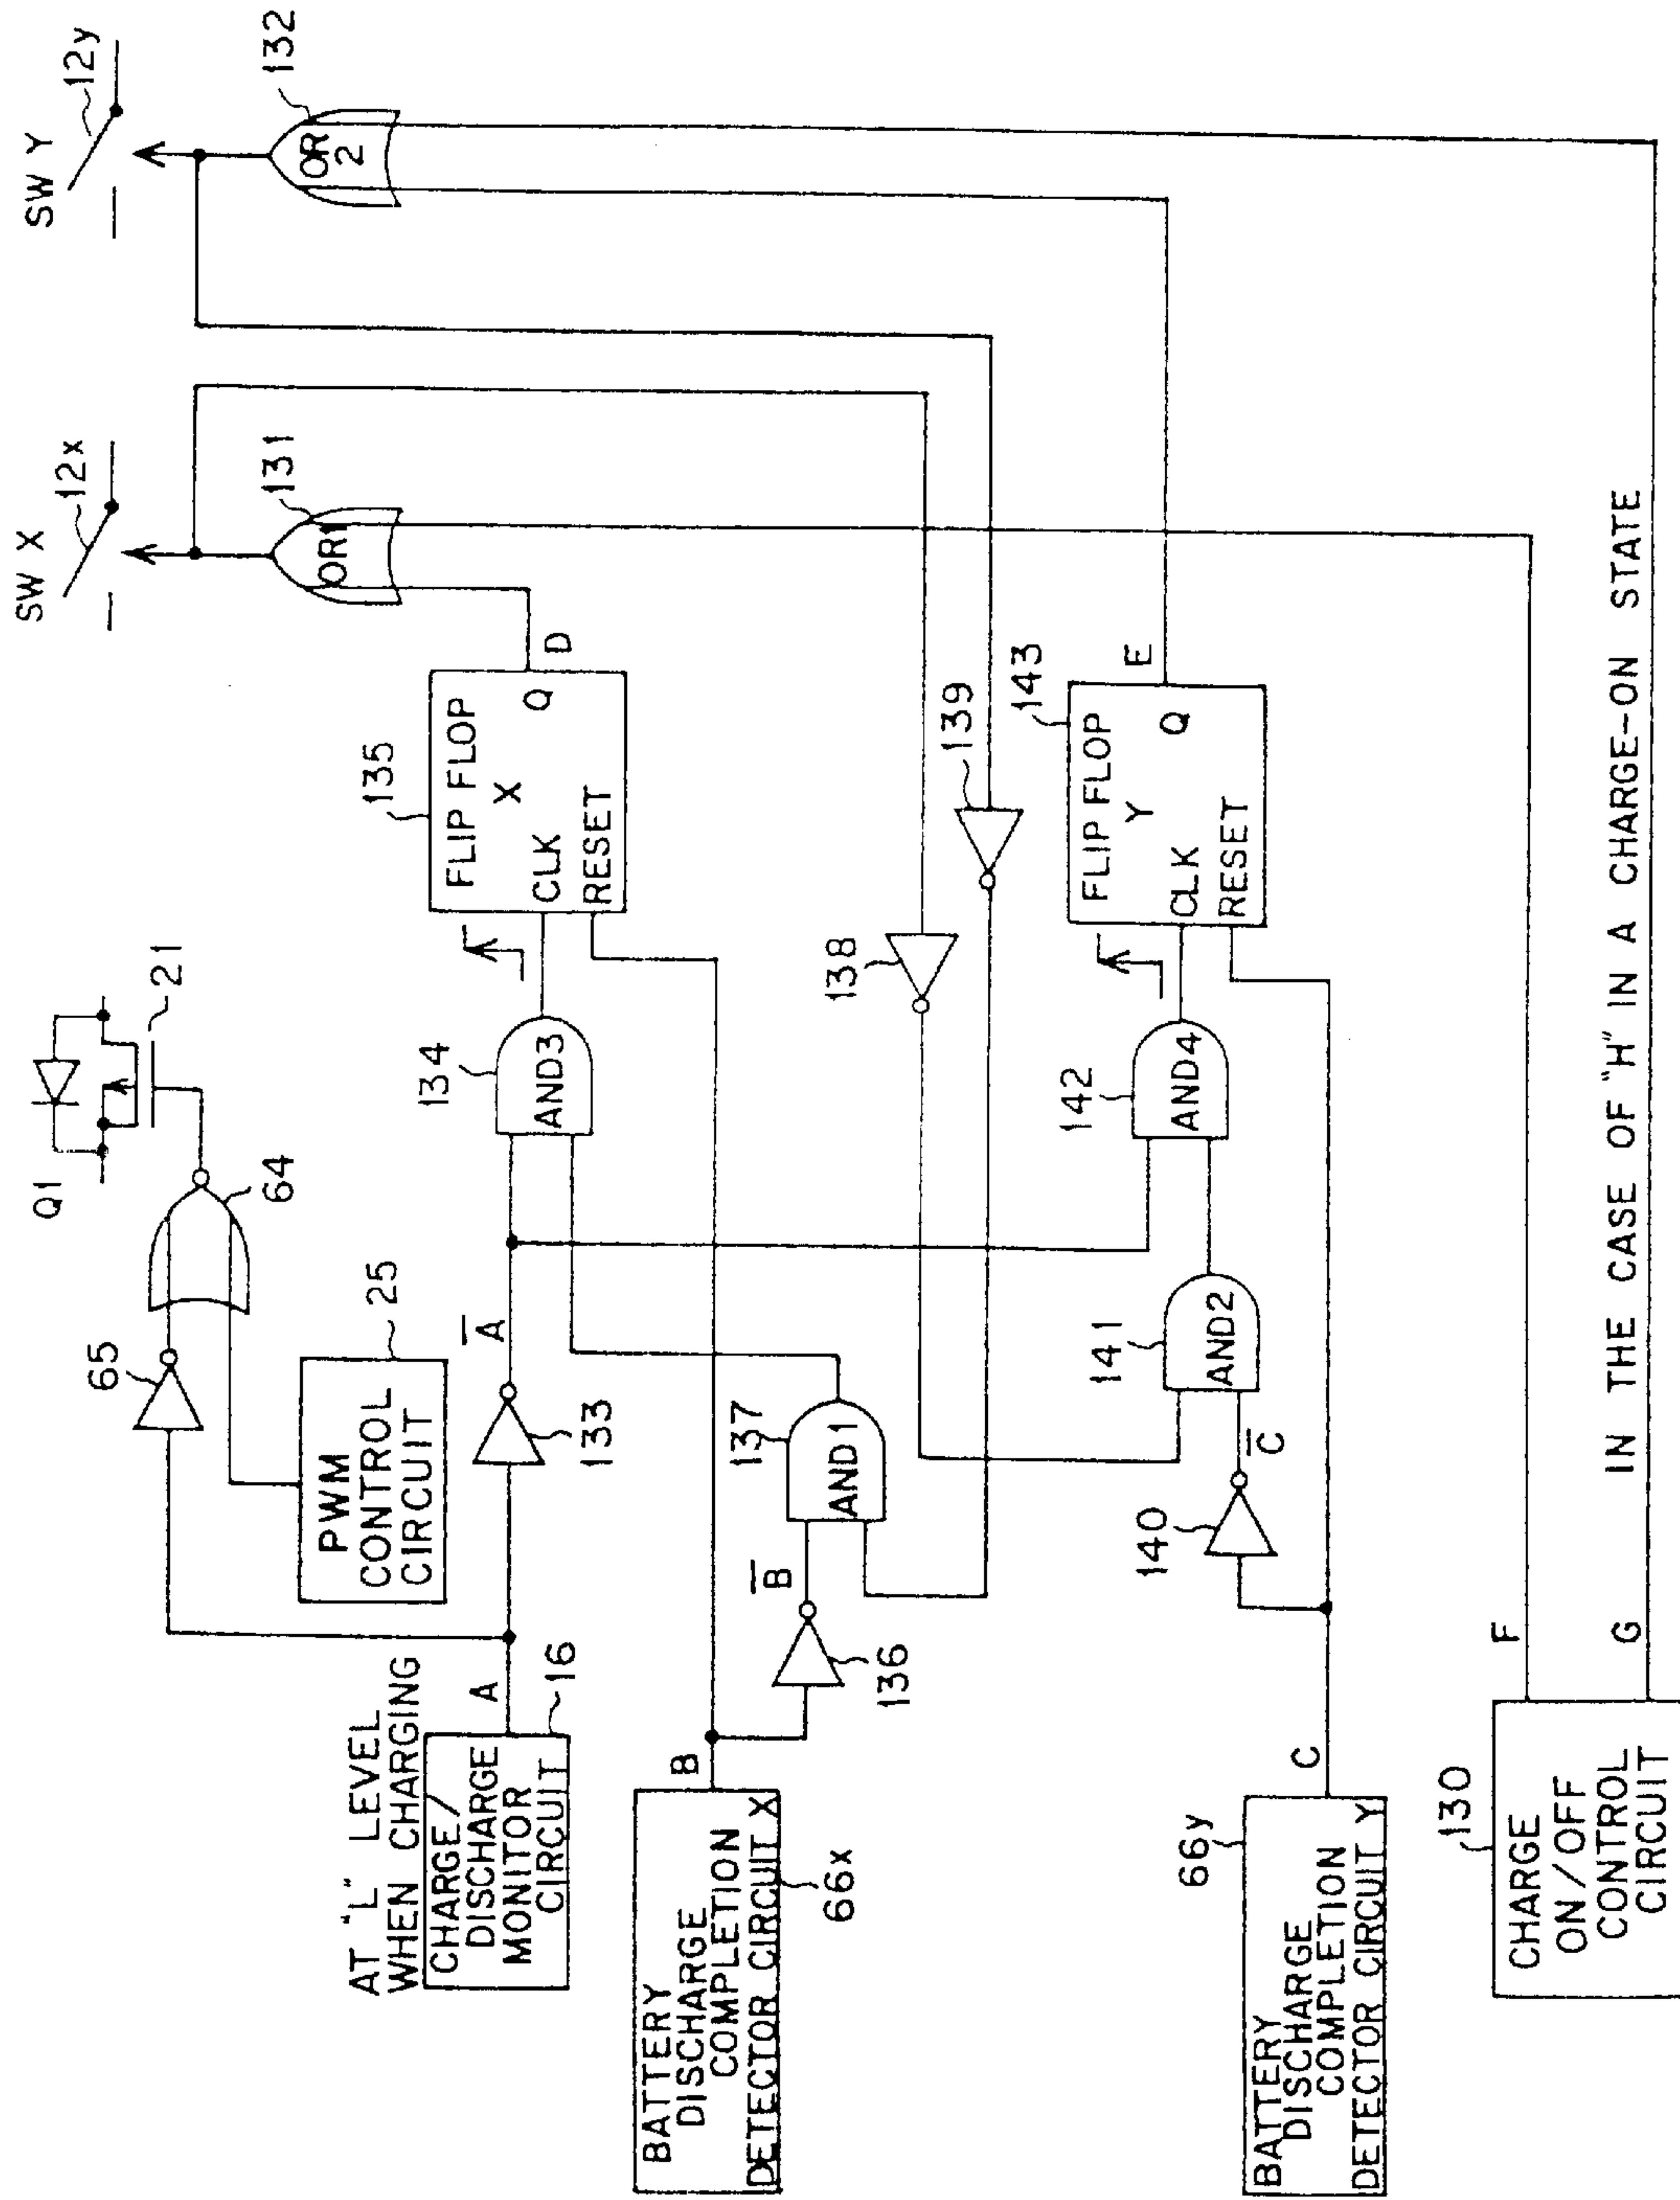 AT "L" LEVEL
WHEN CHARGING
CHARGE/
DISCHARGE
MONITOR
CIRCUIT
16
A
65
PWM
CONTROL
CIRCUIT
25
64
Q1
21
133
A
134
AND3
135
FLIP FLOP
X
CLK
Q
RESET
D
OR1
131
SW X
12x
BATTERY
DISCHARGE
COMPLETION
DETECTOR CIRCUIT X
66x
B
136
B
137
AND1
138
139
SW Y
12y
OR
2
132
BATTERY
DISCHARGE
COMPLETION
DETECTOR CIRCUIT Y
66y
C
140
C
141
AND2
142
AND4
143
FLIP FLOP
Y
CLK
Q
RESET
E
130
CHARGE
ON/OFF
CONTROL
CIRCUIT
F
G
IN THE CASE OF "H" IN A CHARGE-ON STATE